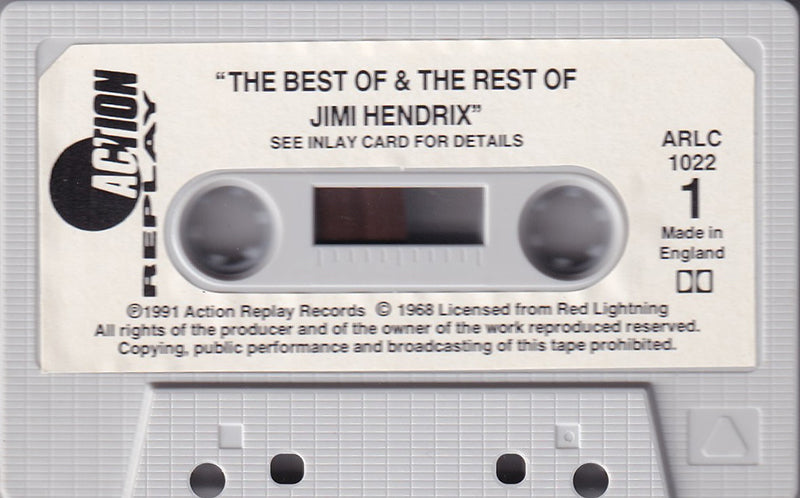 ACTION
REPLAY
“THE BEST OF & THE REST OF
JIMI HENDRIX”
SEE INLAY CARD FOR DETAILS
ARLC
1022
1
Made in
England
℗1991 Action Replay Records © 1968 Licensed from Red Lightning
All rights of the producer and of the owner of the work reproduced reserved.
Copying, public performance and broadcasting of this tape prohibited.